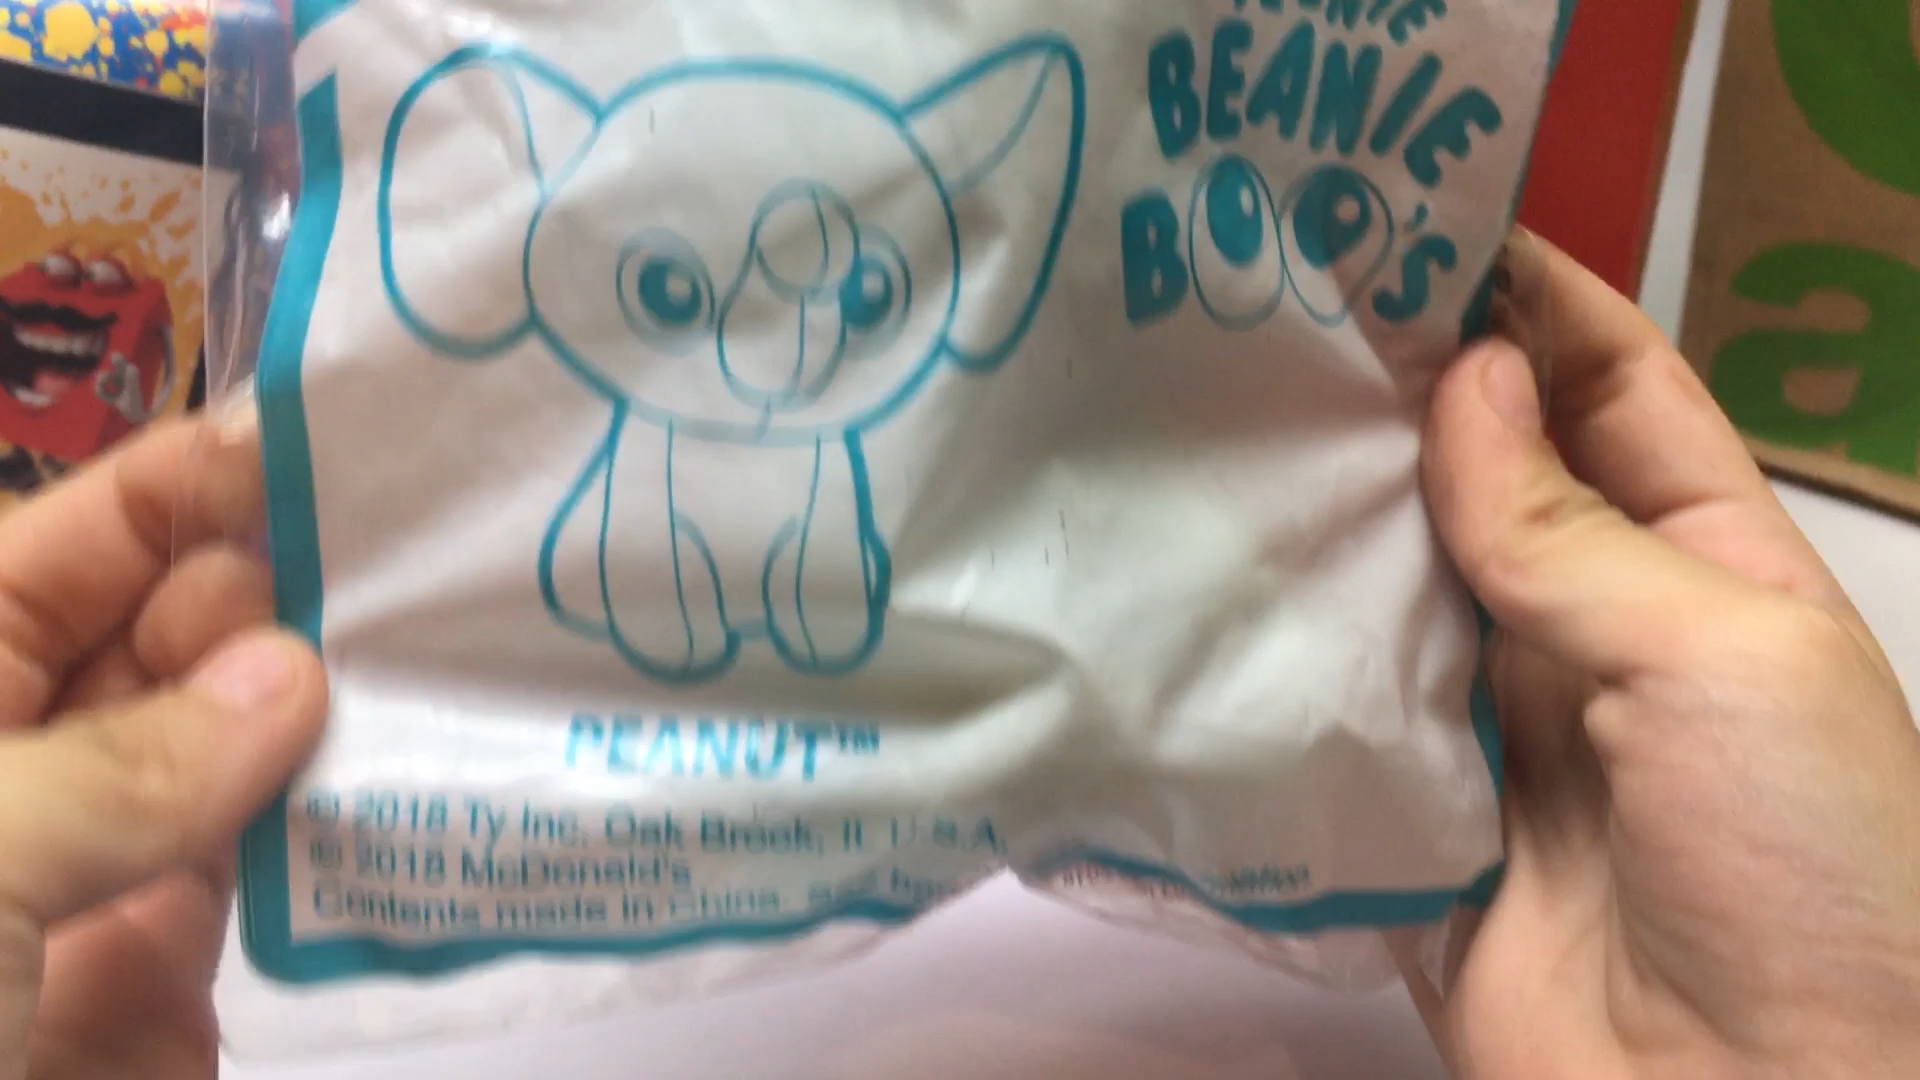 BEANIE
BOO'S
PEANUT™
© 2018 Ty Inc. Oak Brook, IL U.S.A.
© 2018 McDonald's
Contents made in China.
a